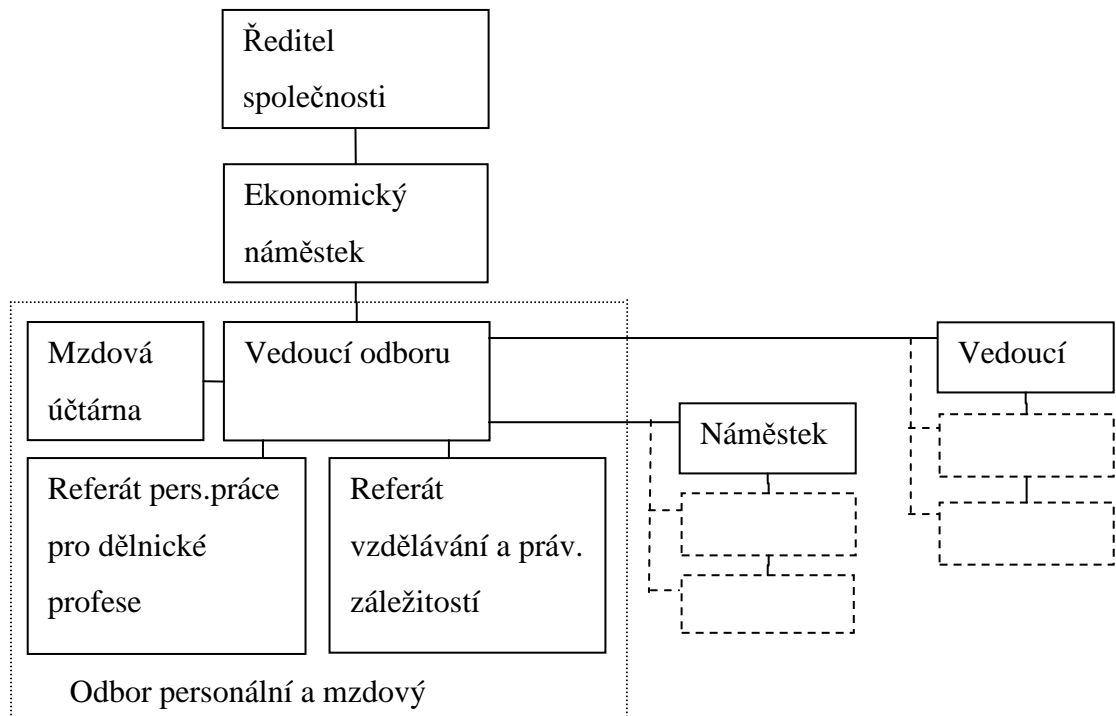 Ředitel
společnosti
Ekonomický
náměstek
Mzdová
účtárna
Vedoucí odboru
Vedoucí
Náměstek
Referát pers.práce
pro dělnické
profese
Referát
vzdělávání a práv.
záležitostí
Odbor personální a mzdový